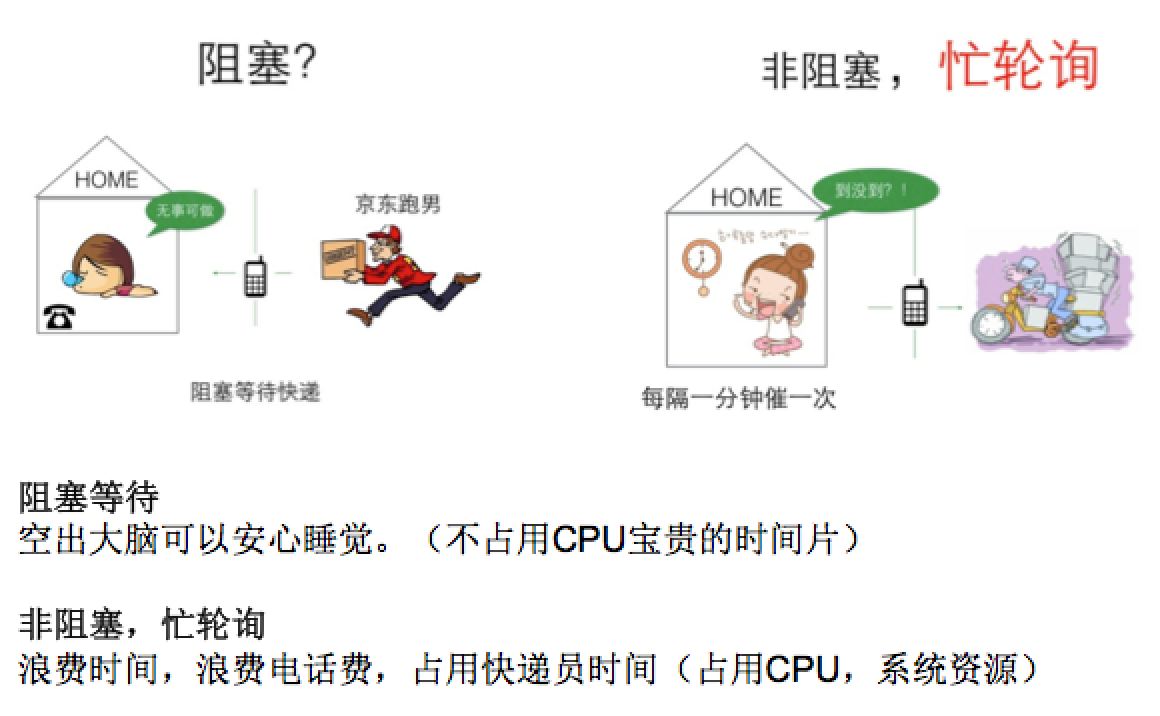 阻塞?
非阻塞，忙轮询
HOME
无事可做
京东跑男
阻塞等待快递
HOME
到没到？！
每隔一分钟催一次
阻塞等待
空出大脑可以安心睡觉。（不占用CPU宝贵的时间片）
非阻塞，忙轮询
浪费时间，浪费电话费，占用快递员时间（占用CPU，系统资源）